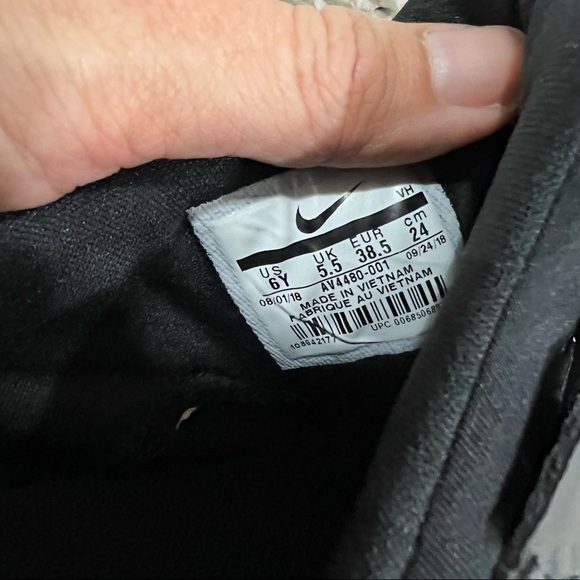 VH
US UK EUR cm
6Y 5.5 38.5 24
08/01/18 AV4480-001 09/24/18
MADE IN VIETNAM
FABRIQUE AU VIETNAM
UPC